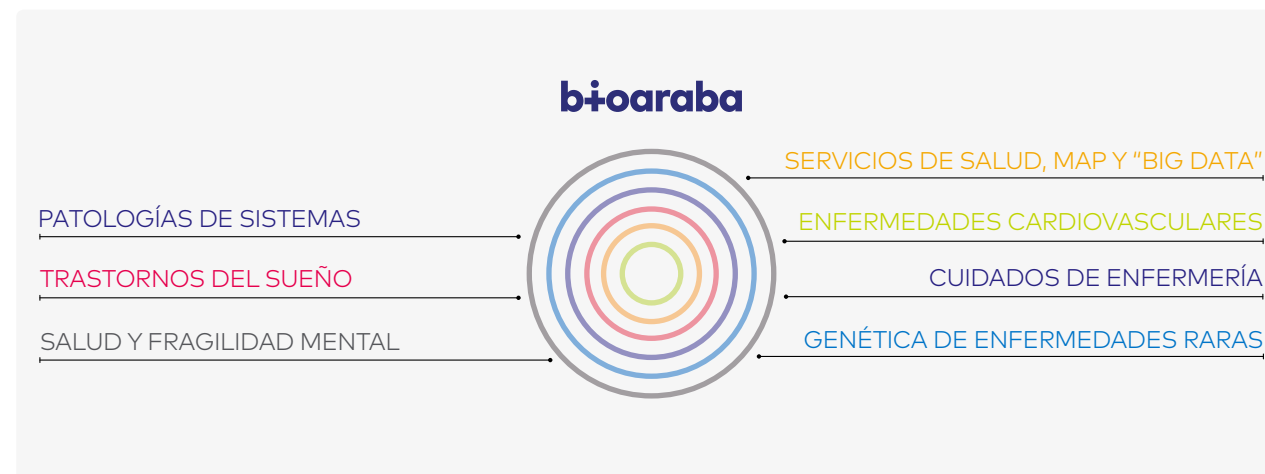 bioaraba
PATOLOGÍAS DE SISTEMAS
TRASTORNOS DEL SUEÑO
SALUD Y FRAGILIDAD MENTAL
SERVICIOS DE SALUD, MAP Y “BIG DATA”
ENFERMEDADES CARDIOVASCULARES
CUIDADOS DE ENFERMERÍA
GENÉTICA DE ENFERMEDADES RARAS